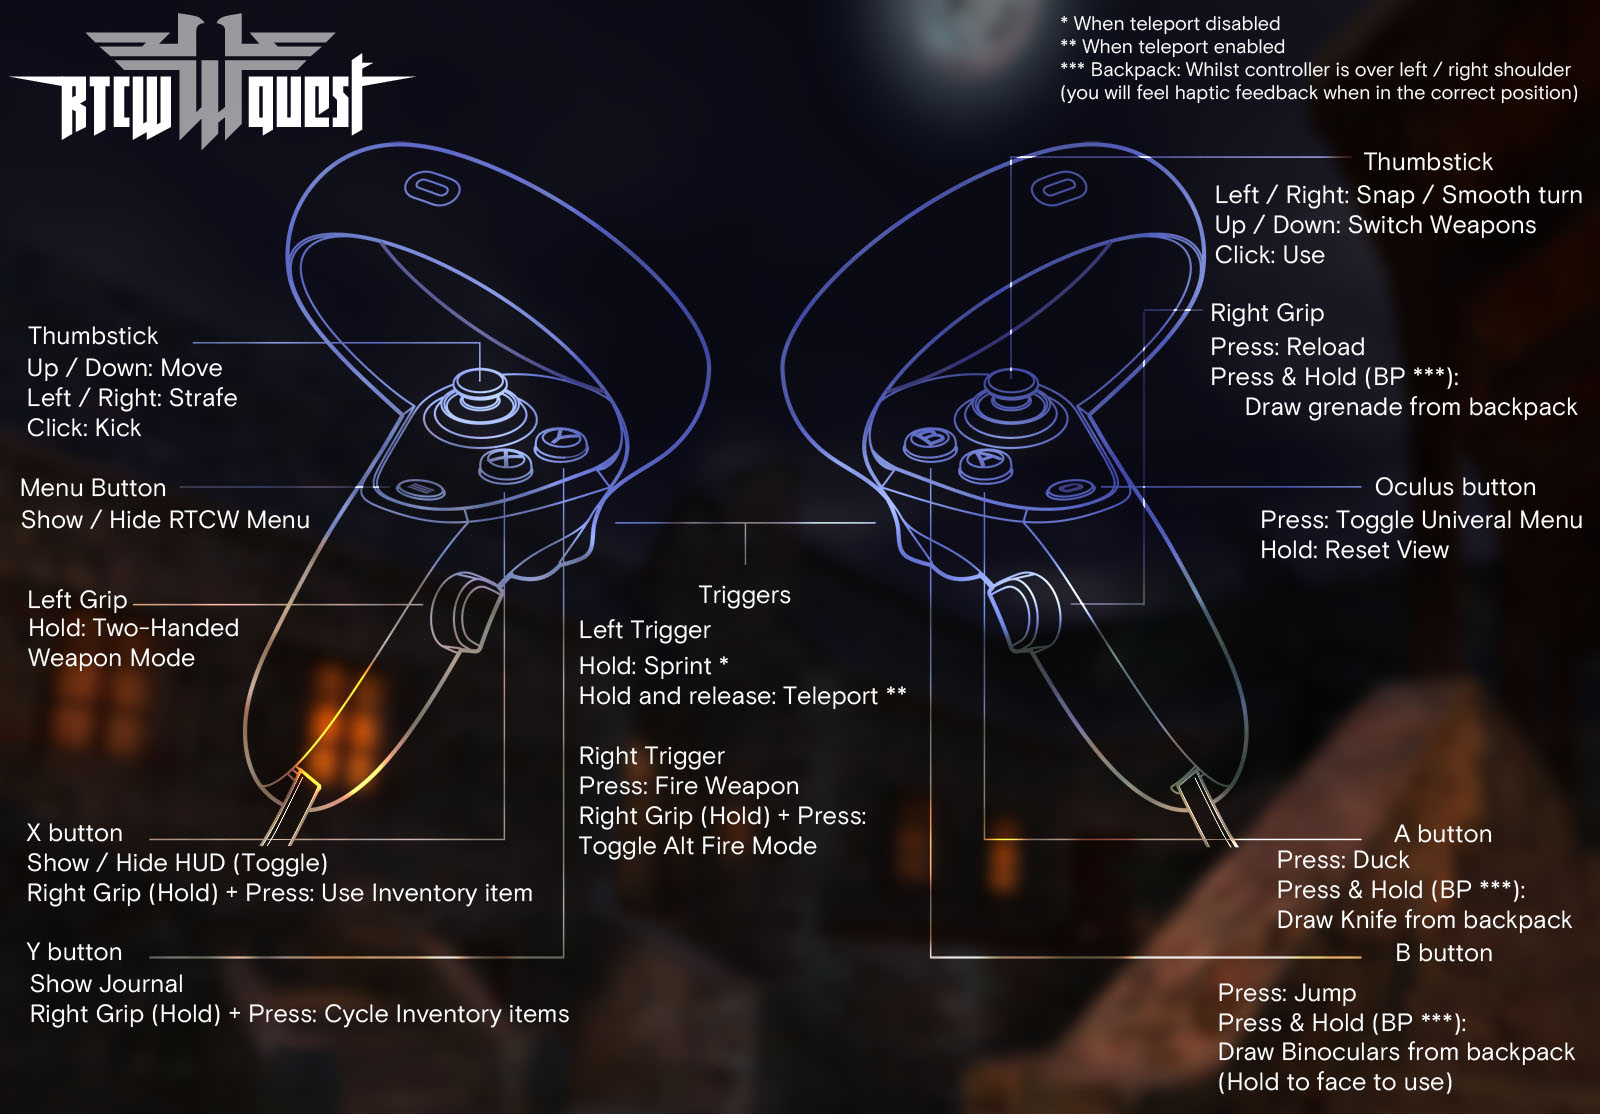 RTCW QUEST
* When teleport disabled
** When teleport enabled
*** Backpack: Whilst controller is over left / right shoulder
(you will feel haptic feedback when in the correct position)
Thumbstick
Up / Down: Move
Left / Right: Strafe
Click: Kick
Menu Button
Show / Hide RTCW Menu
Left Grip
Hold: Two-Handed
Weapon Mode
X button
Show / Hide HUD (Toggle)
Right Grip (Hold) + Press: Use Inventory item
Y button
Show Journal
Right Grip (Hold) + Press: Cycle Inventory items
Y
X
B
A
Triggers
Left Trigger
Hold: Sprint *
Hold and release: Teleport **
Right Trigger
Press: Fire Weapon
Right Grip (Hold) + Press:
Toggle Alt Fire Mode
Thumbstick
Left / Right: Snap / Smooth turn
Up / Down: Switch Weapons
Click: Use
Right Grip
Press: Reload
Press & Hold (BP ***):
Draw grenade from backpack
Oculus button
Press: Toggle Univeral Menu
Hold: Reset View
A button
Press: Duck
Press & Hold (BP ***):
Draw Knife from backpack
B button
Press: Jump
Press & Hold (BP ***):
Draw Binoculars from backpack
(Hold to face to use)